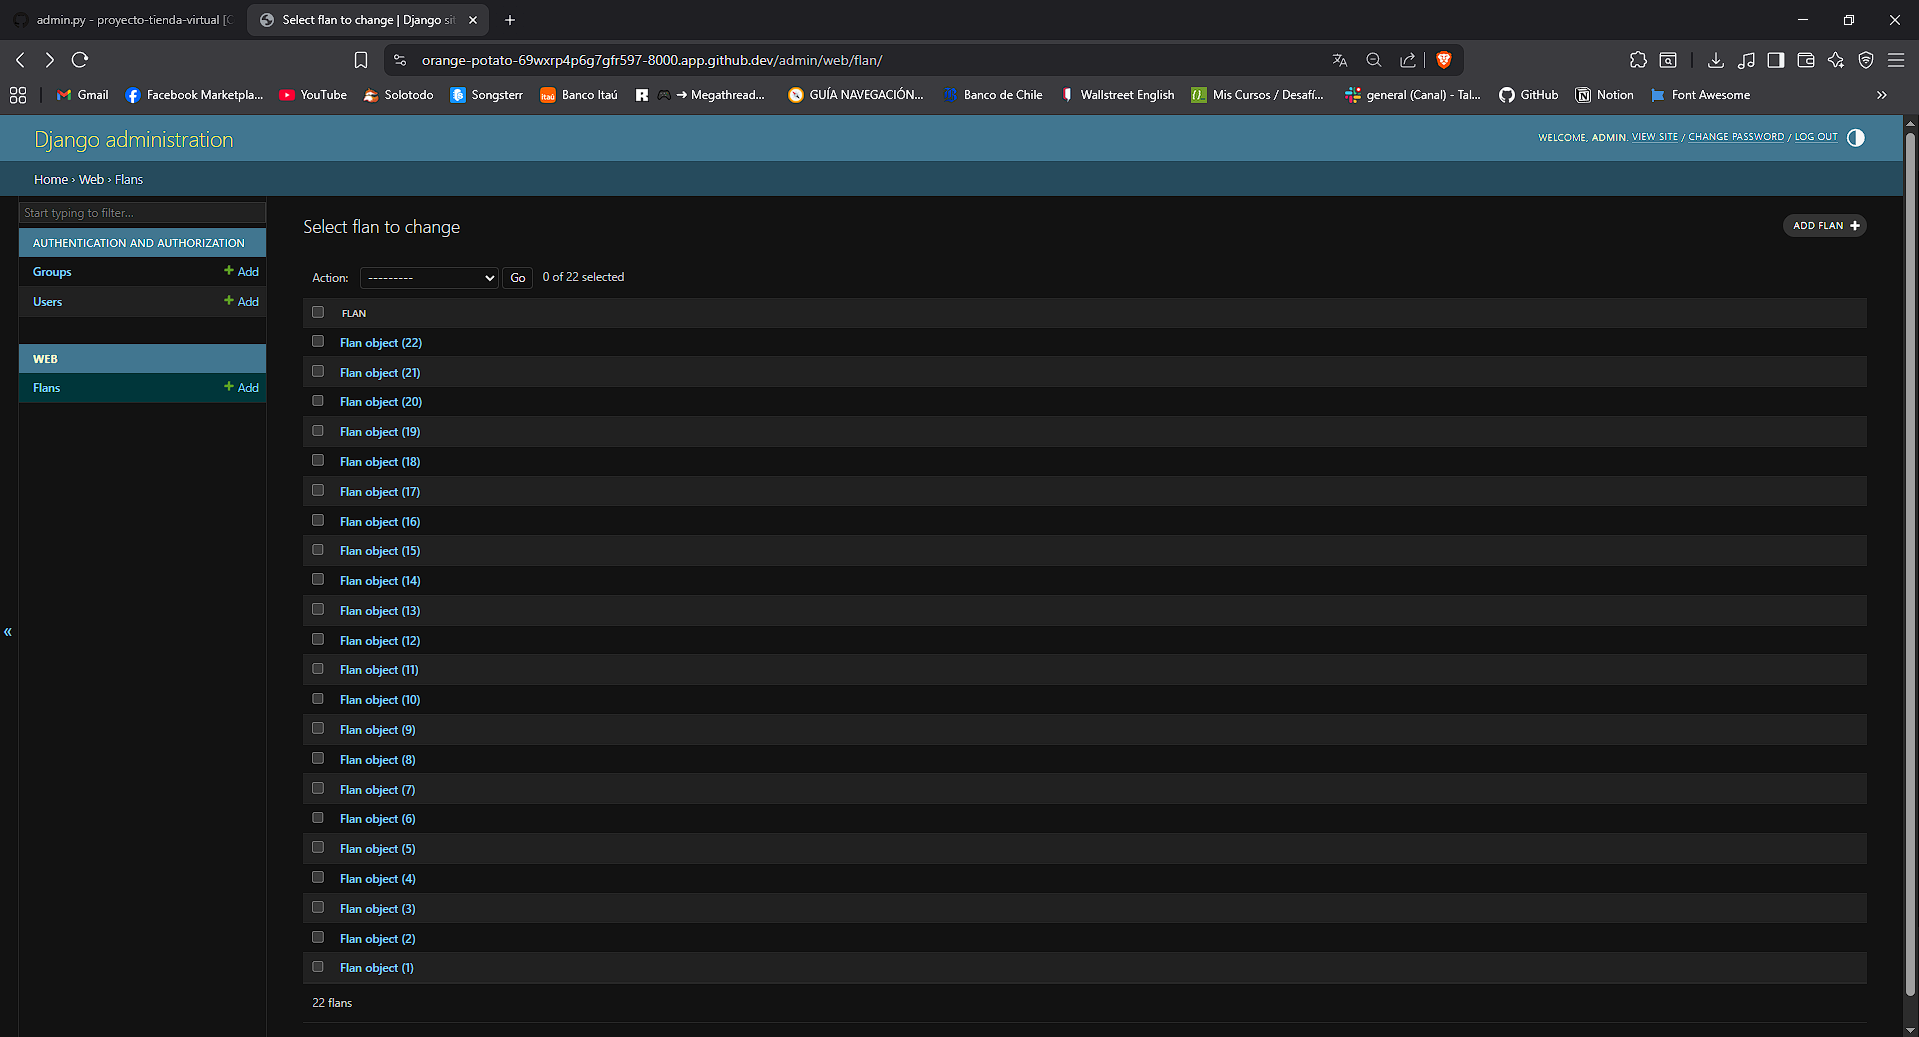 admin.py - proyecto-tienda-virtual [C
Select flan to change | Django sit
orange-potato-69wxrp4p6g7gfr597-8000.app.github.dev/admin/web/flan/
Gmail
Facebook Marketpla...
YouTube
Solotodo
Songsterr
Banco Itaú
➜ Megathread...
GUÍA NAVEGACIÓN...
Banco de Chile
Wallstreet English
Mis Cursos / Desafí...
general (Canal) - Tal...
GitHub
Notion
Font Awesome
Django administration
WELCOME, ADMIN. VIEW SITE / CHANGE PASSWORD / LOG OUT
Home › Web › Flans
Start typing to filter...
AUTHENTICATION AND AUTHORIZATION
Groups + Add
Users + Add
WEB
Flans + Add
Select flan to change
ADD FLAN +
Action: --------- Go 0 of 22 selected
FLAN
Flan object (22)
Flan object (21)
Flan object (20)
Flan object (19)
Flan object (18)
Flan object (17)
Flan object (16)
Flan object (15)
Flan object (14)
Flan object (13)
Flan object (12)
Flan object (11)
Flan object (10)
Flan object (9)
Flan object (8)
Flan object (7)
Flan object (6)
Flan object (5)
Flan object (4)
Flan object (3)
Flan object (2)
Flan object (1)
22 flans